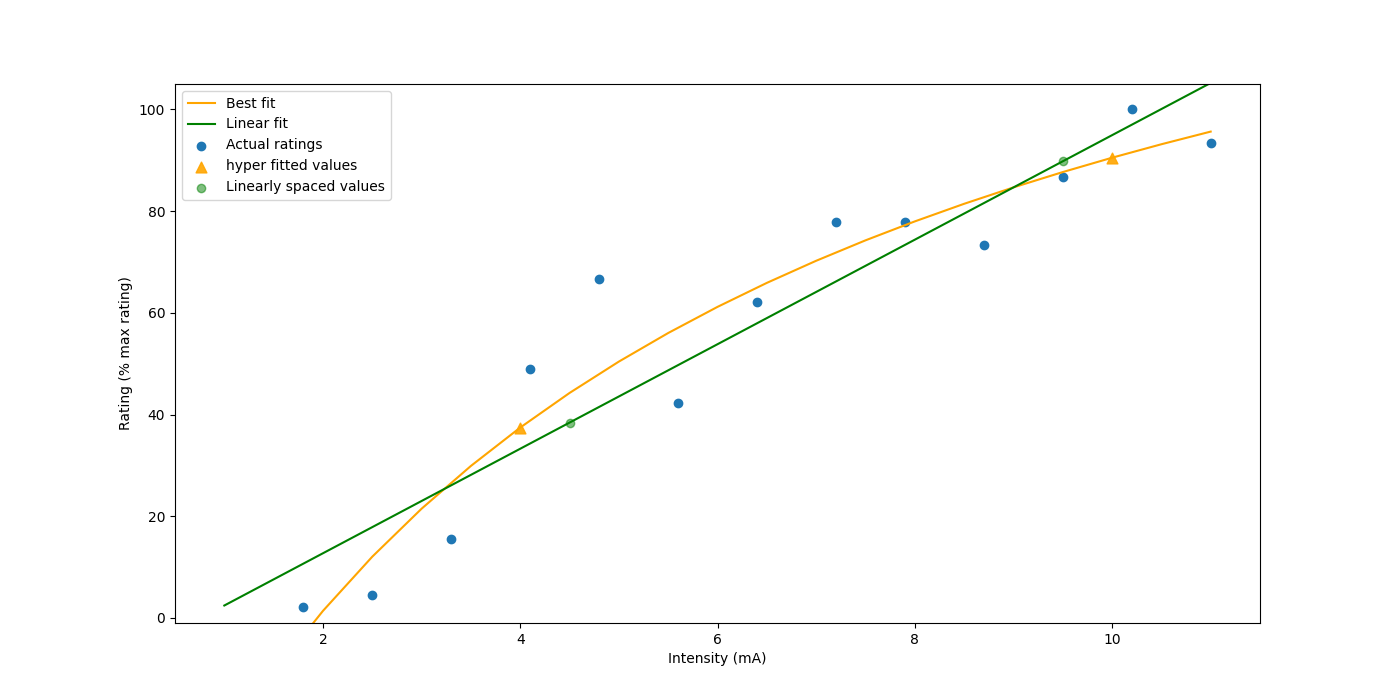 Best fit
Linear fit
Actual ratings
hyper fitted values
Linearly spaced values
100
80
60
40
20
0
Rating (% max rating)
2 4 6 8 10
Intensity (mA)